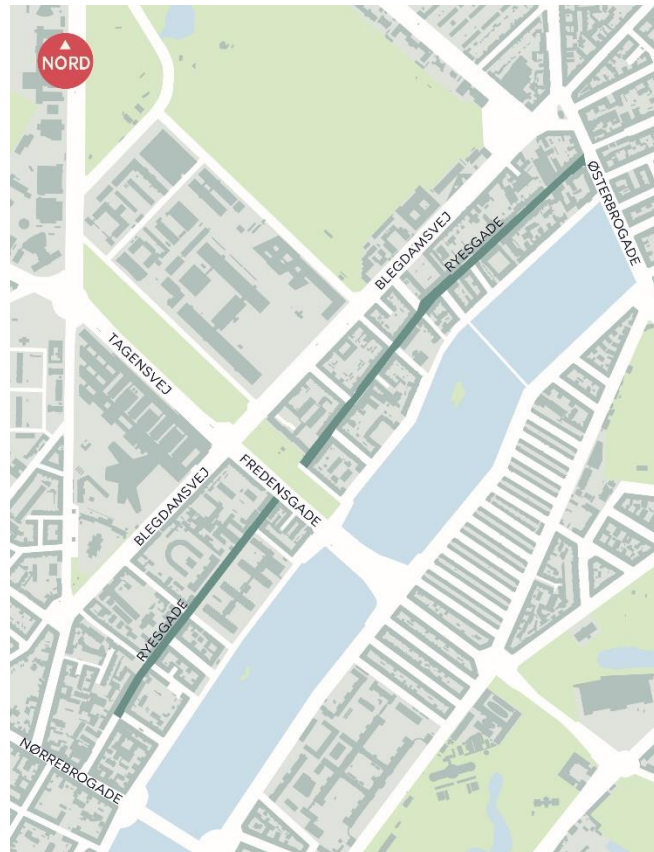 NORD
ØSTERBROGADE
BLEGDAMSVEJ
RYESGADE
TAGENSVEJ
FREDENSGADE
BLEGDAMSVEJ
RYESGADE
NØRREBROGADE